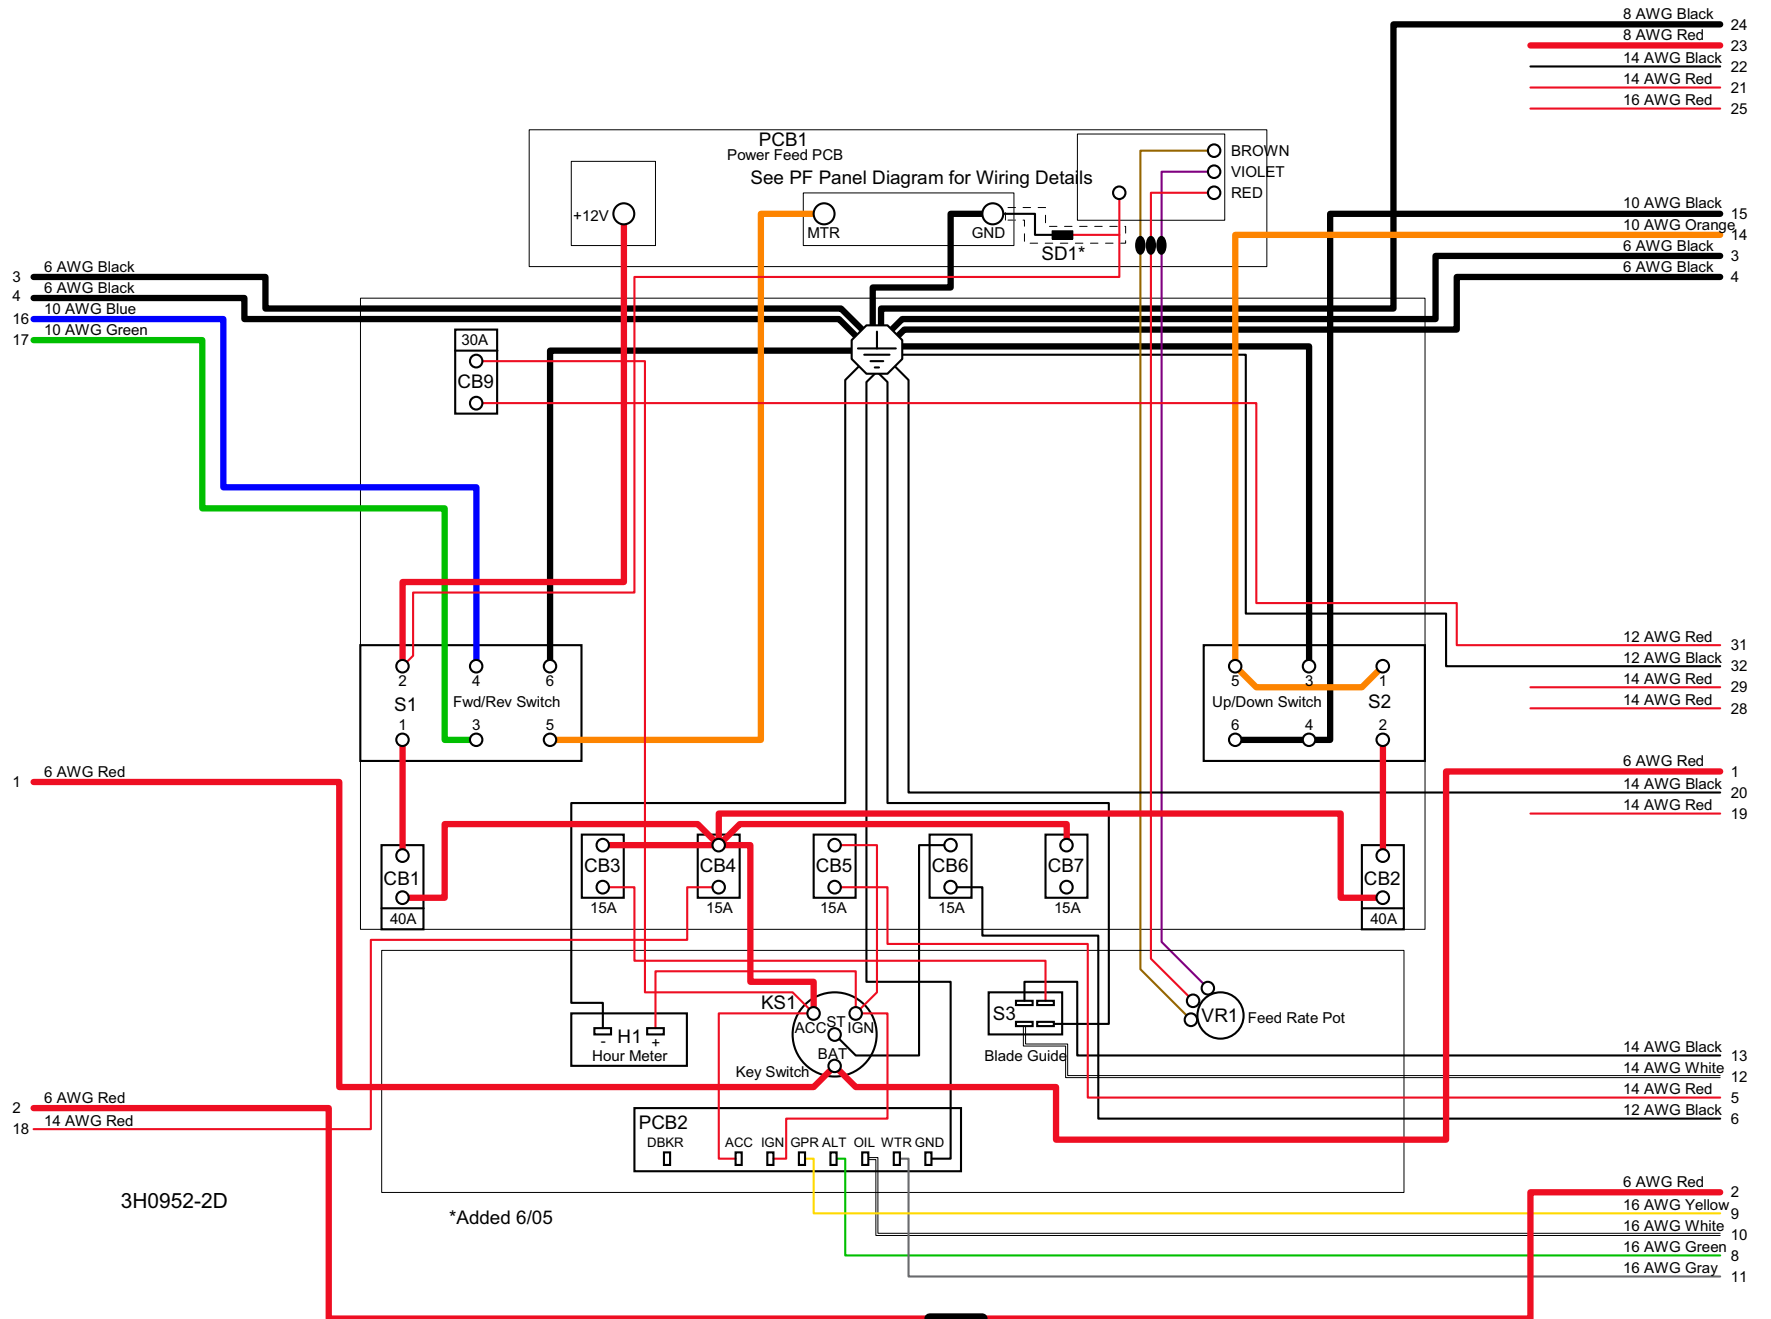 8 AWG Black 24
8 AWG Red 23
14 AWG Black 22
14 AWG Red 21
16 AWG Red 25
PCB1
Power Feed PCB
See PF Panel Diagram for Wiring Details
BROWN
VIOLET
RED
+12V
MTR
GND
SD1*
10 AWG Black 15
10 AWG Orange 14
6 AWG Black 3
6 AWG Black 4
3 6 AWG Black
4 6 AWG Black
16 10 AWG Blue
17 10 AWG Green
30A
CB9
2 4 6
S1 Fwd/Rev Switch
1 3 5
5 3 1
Up/Down Switch S2
6 4 2
12 AWG Red 31
12 AWG Black 32
14 AWG Red 29
14 AWG Red 28
1 6 AWG Red
6 AWG Red 1
14 AWG Black 20
14 AWG Red 19
CB1
40A
CB3
15A
CB4
15A
CB5
15A
CB6
15A
CB7
15A
CB2
40A
KS1
ACC ST IGN
BAT
Key Switch
- H1 +
Hour Meter
S3
Blade Guide
VR1 Feed Rate Pot
14 AWG Black 13
14 AWG White 12
14 AWG Red 5
12 AWG Black 6
2 6 AWG Red
18 14 AWG Red
PCB2
DBKR ACC IGN GPR ALT OIL WTR GND
6 AWG Red 2
16 AWG Yellow 9
16 AWG White 10
16 AWG Green 8
16 AWG Gray 11
3H0952-2D
*Added 6/05